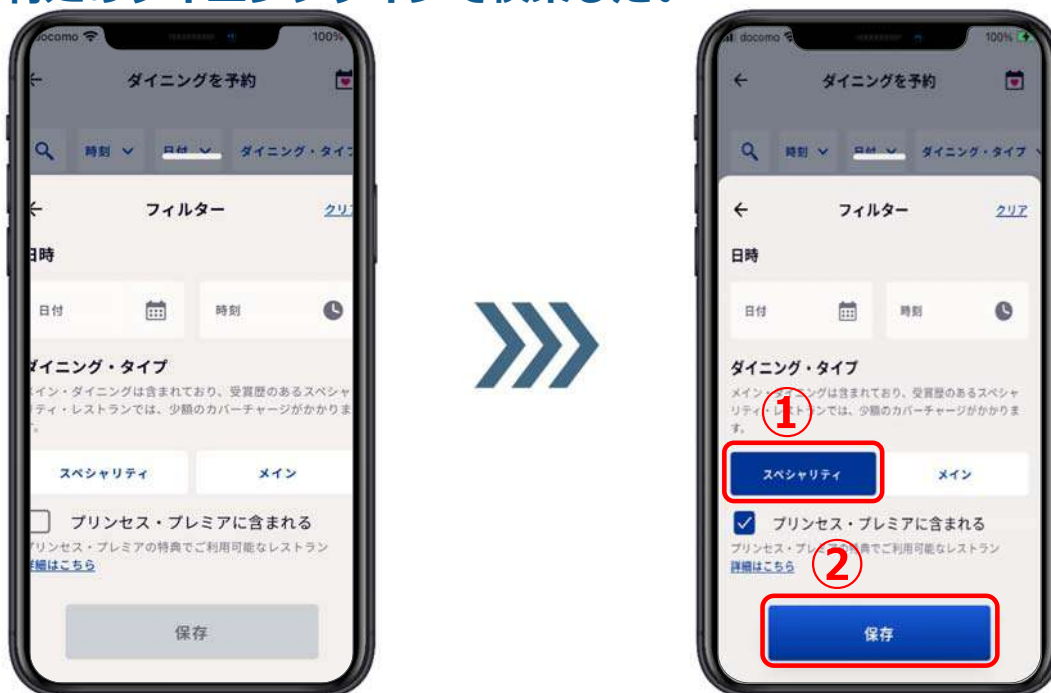 docomo
100%
ダイニングを予約
時刻
日付
ダイニング・タイ
フィルター
クリア
日時
日付
時刻
ダイニング・タイプ
メイン・ダイニングは含まれており、受賞歴のあるスペシャ
リティ・レストランでは、少額のカバーチャージがかかりま
す。
スペシャリティ
メイン
プリンセス・プレミアに含まれる
プリンセス・プレミアの特典でご利用可能なレストラン
詳細はこちら
保存
docomo
100%
ダイニングを予約
時刻
日付
ダイニング・タイプ
フィルター
クリア
日時
日付
時刻
ダイニング・タイプ
メイン・ダイニングは含まれており、受賞歴のあるスペシャ
リティ・レストランでは、少額のカバーチャージがかかりま
す。
①
スペシャリティ
メイン
プリンセス・プレミアに含まれる
プリンセス・プレミアの特典でご利用可能なレストラン
詳細はこちら
②
保存